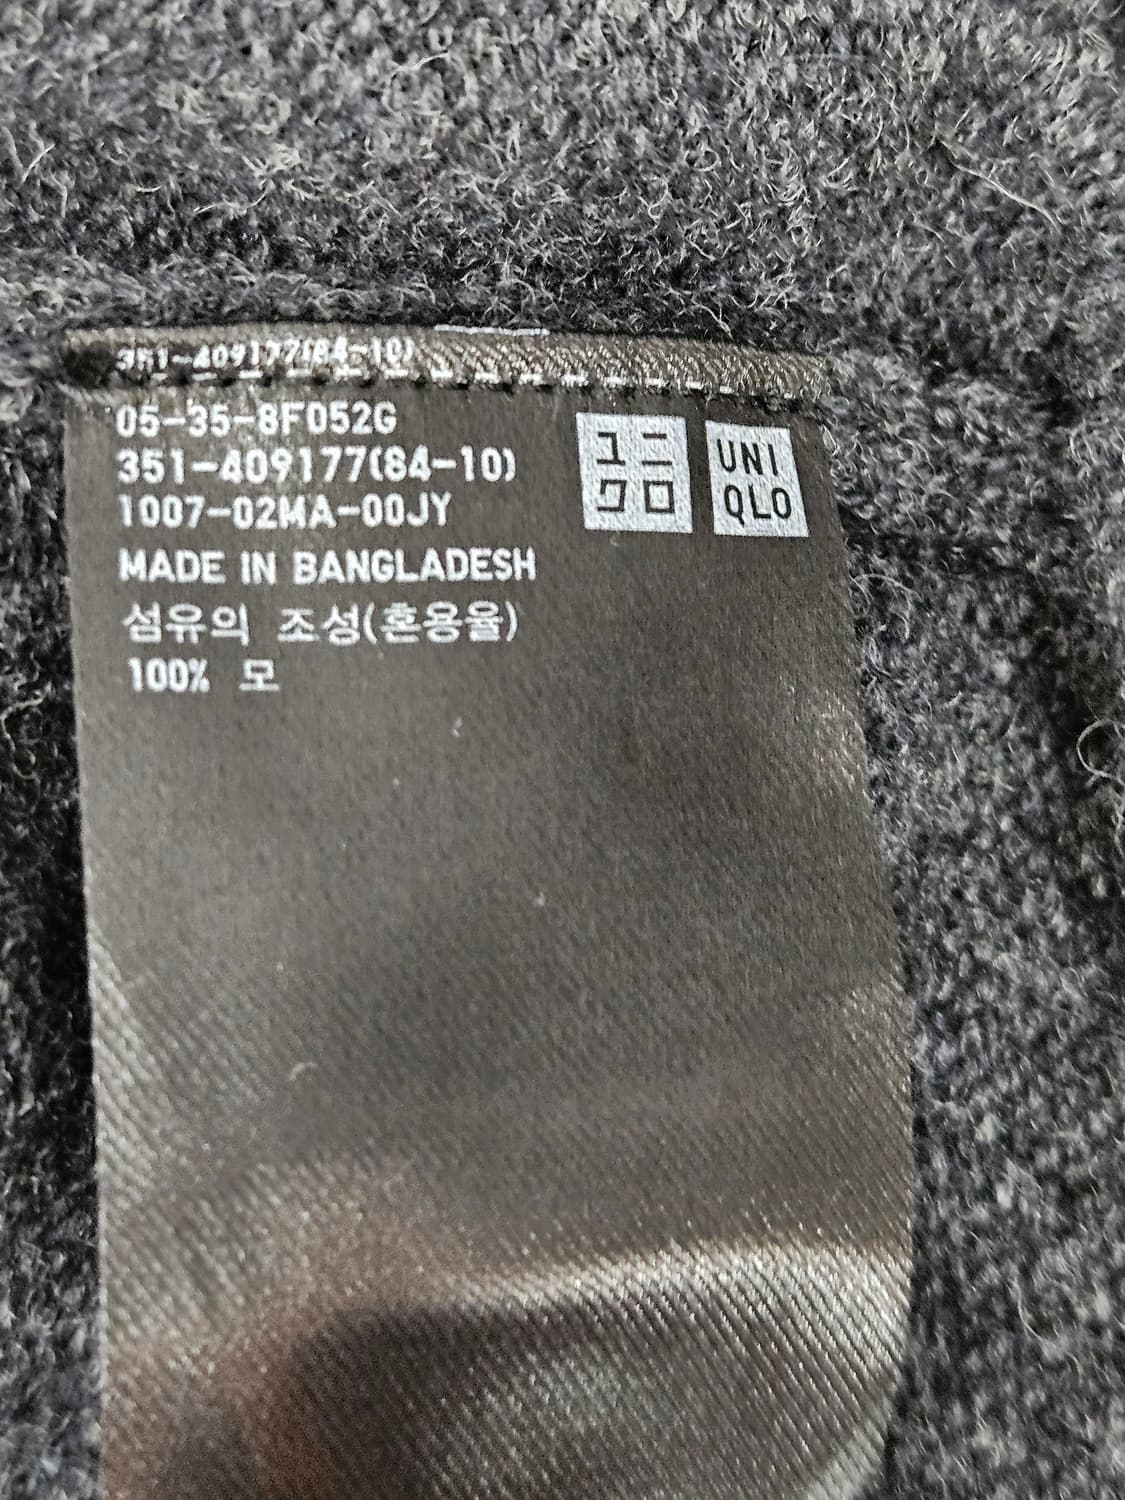 351-409177(84-10)
05-35-8F052G
351-409177(84-10)
1007-02MA-00JY
ユニ
クロ
UNI
QLO
MADE IN BANGLADESH
섬유의 조성(혼용율)
100% 모